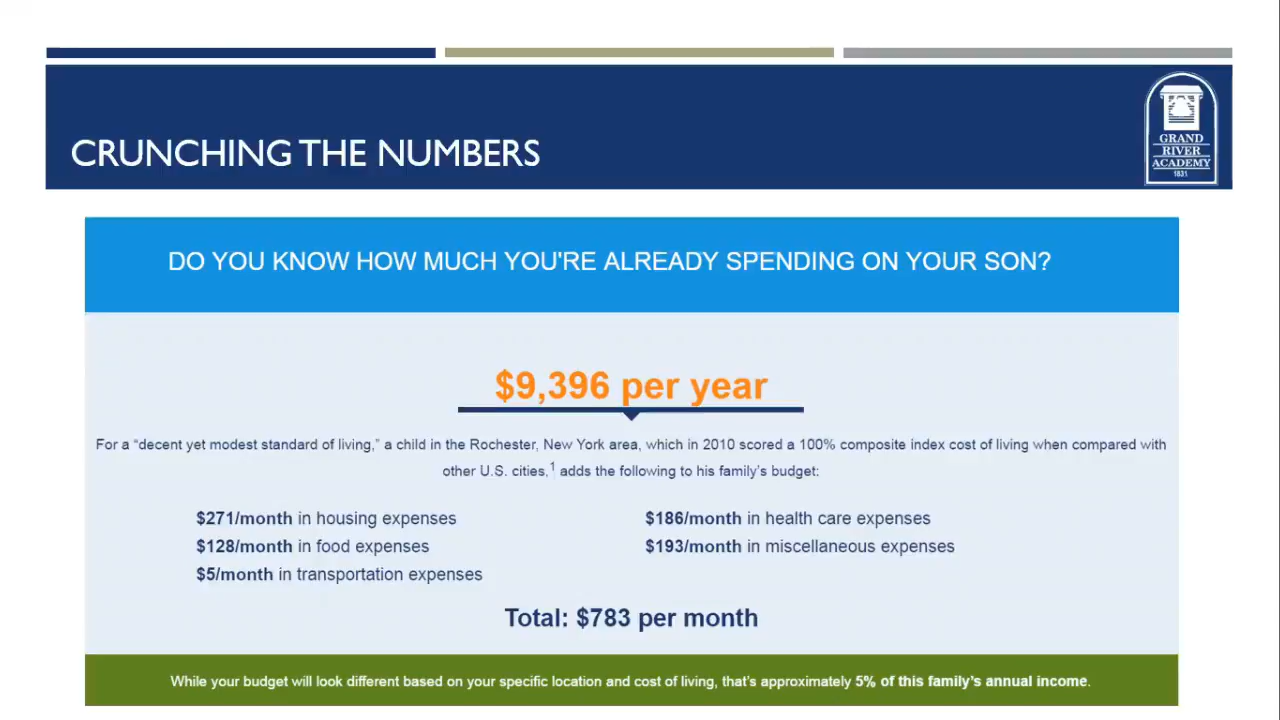 GRAND
RIVER
ACADEMY
1831
CRUNCHING THE NUMBERS
DO YOU KNOW HOW MUCH YOU'RE ALREADY SPENDING ON YOUR SON?
$9,396 per year
For a “decent yet modest standard of living,” a child in the Rochester, New York area, which in 2010 scored a 100% composite index cost of living when compared with
other U.S. cities,1 adds the following to his family’s budget:
$271/month in housing expenses
$128/month in food expenses
$5/month in transportation expenses
$186/month in health care expenses
$193/month in miscellaneous expenses
Total: $783 per month
While your budget will look different based on your specific location and cost of living, that’s approximately 5% of this family’s annual income.